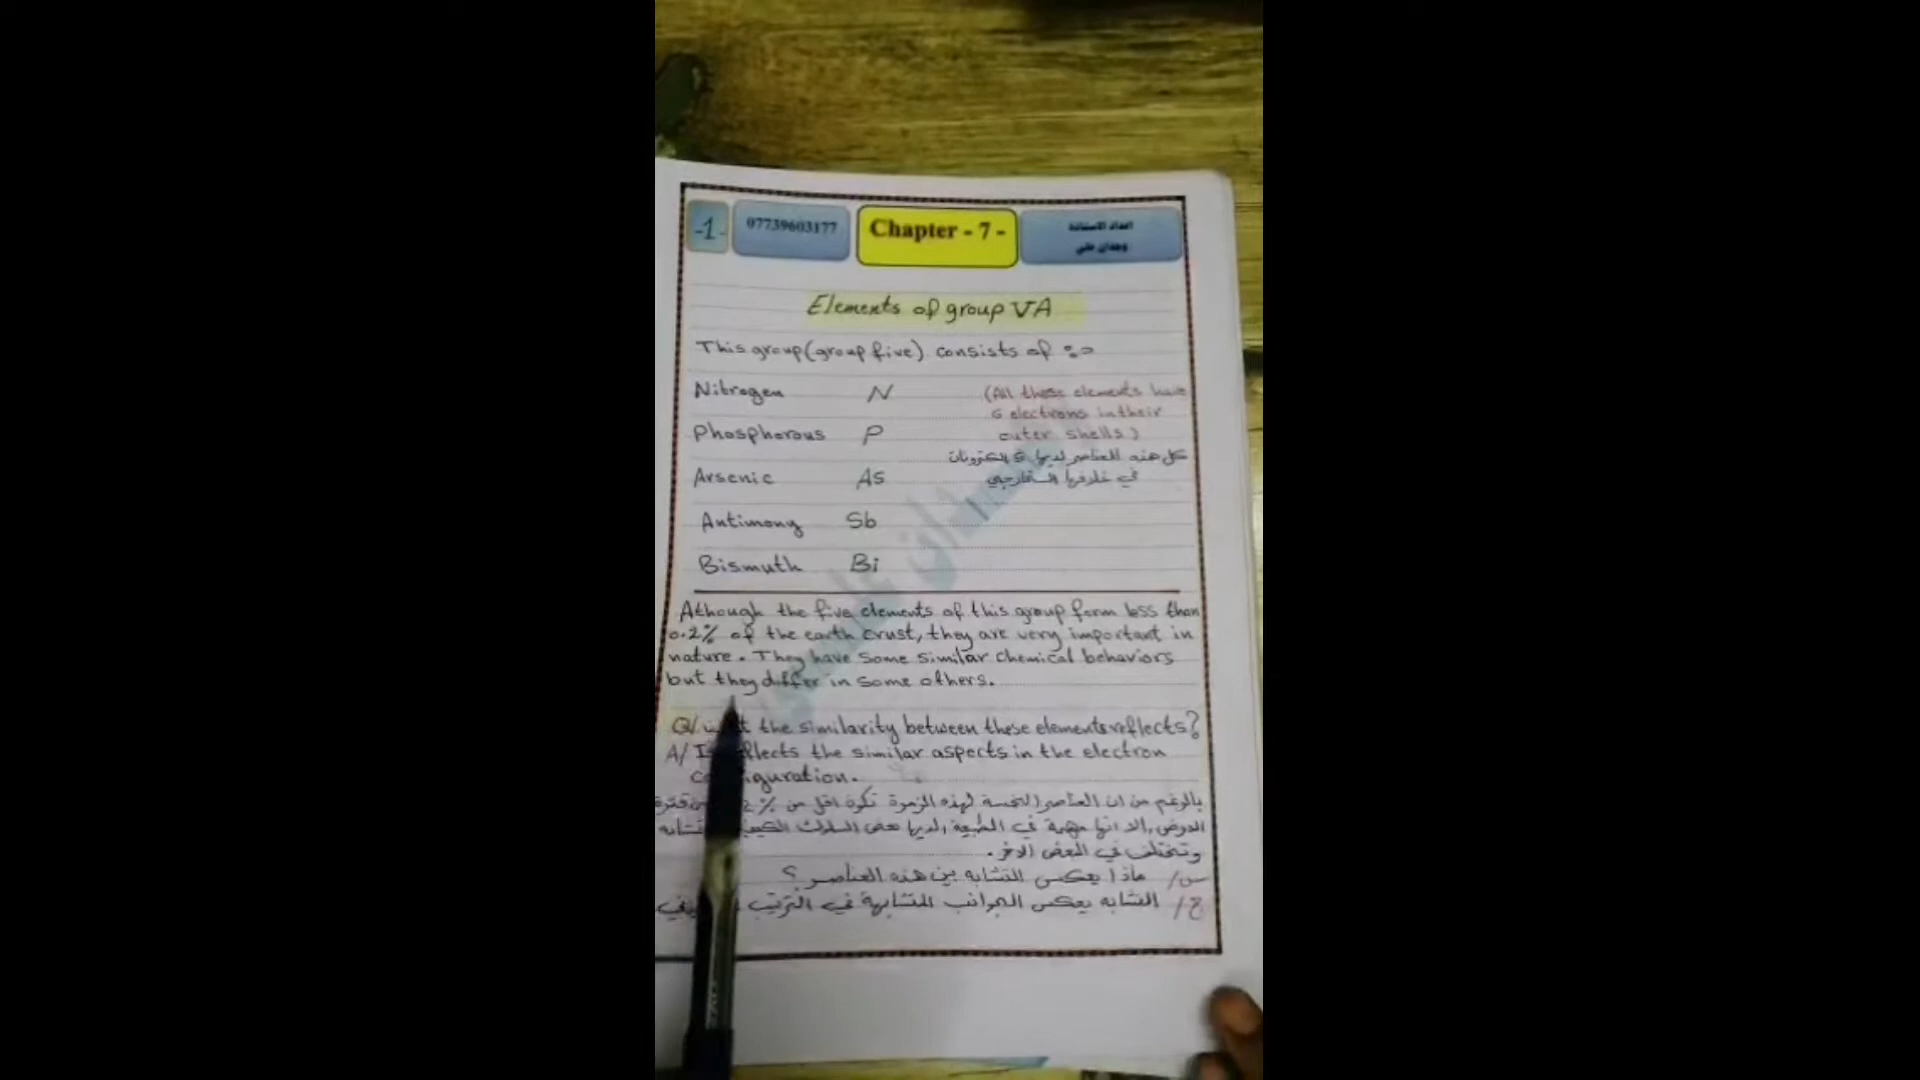 -1-
07739603177
Chapter - 7 -
اعداد الاستاذة
وجدان علي
Elements of group VA
This group (group five) consists of :->
Nitrogen N
(All these elements have
5 electrons in their
Phosphorous P
outer shells)
كل هذه العناصر لديها 5 الكترونات
Arsenic As
في غلافها الخارجي
Antimony Sb
Bismuth Bi
Athough the five elements of this group form less than
0.2% of the earth crust, they are very important in
nature. They have some similar chemical behaviors
but they differ in some others.
Q/ the similarity between these elements reflects?
A/ the similar aspects in the electron
بالرغم من ان العناصر الخمسة لهذه الزمرة تكون اقل من %
الارض, الا انها مهمة في الطبيعة, لديها بعض السلوك
وتختلف في البعض الاخر.
س/ ماذا يعكس التشابه بين هذه العناصر؟
ج/ التشابه يعكس الجوانب المتشابهة في الترتيب